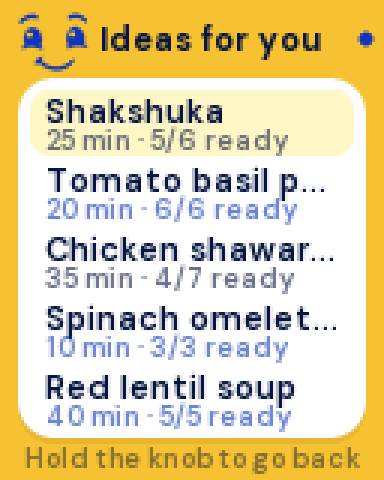 Ideas for you
Shakshuka
25 min · 5/6 ready
Tomato basil p...
20 min · 6/6 ready
Chicken shawar...
35 min · 4/7 ready
Spinach omelet...
10 min · 3/3 ready
Red lentil soup
40 min · 5/5 ready
Hold the knob to go back